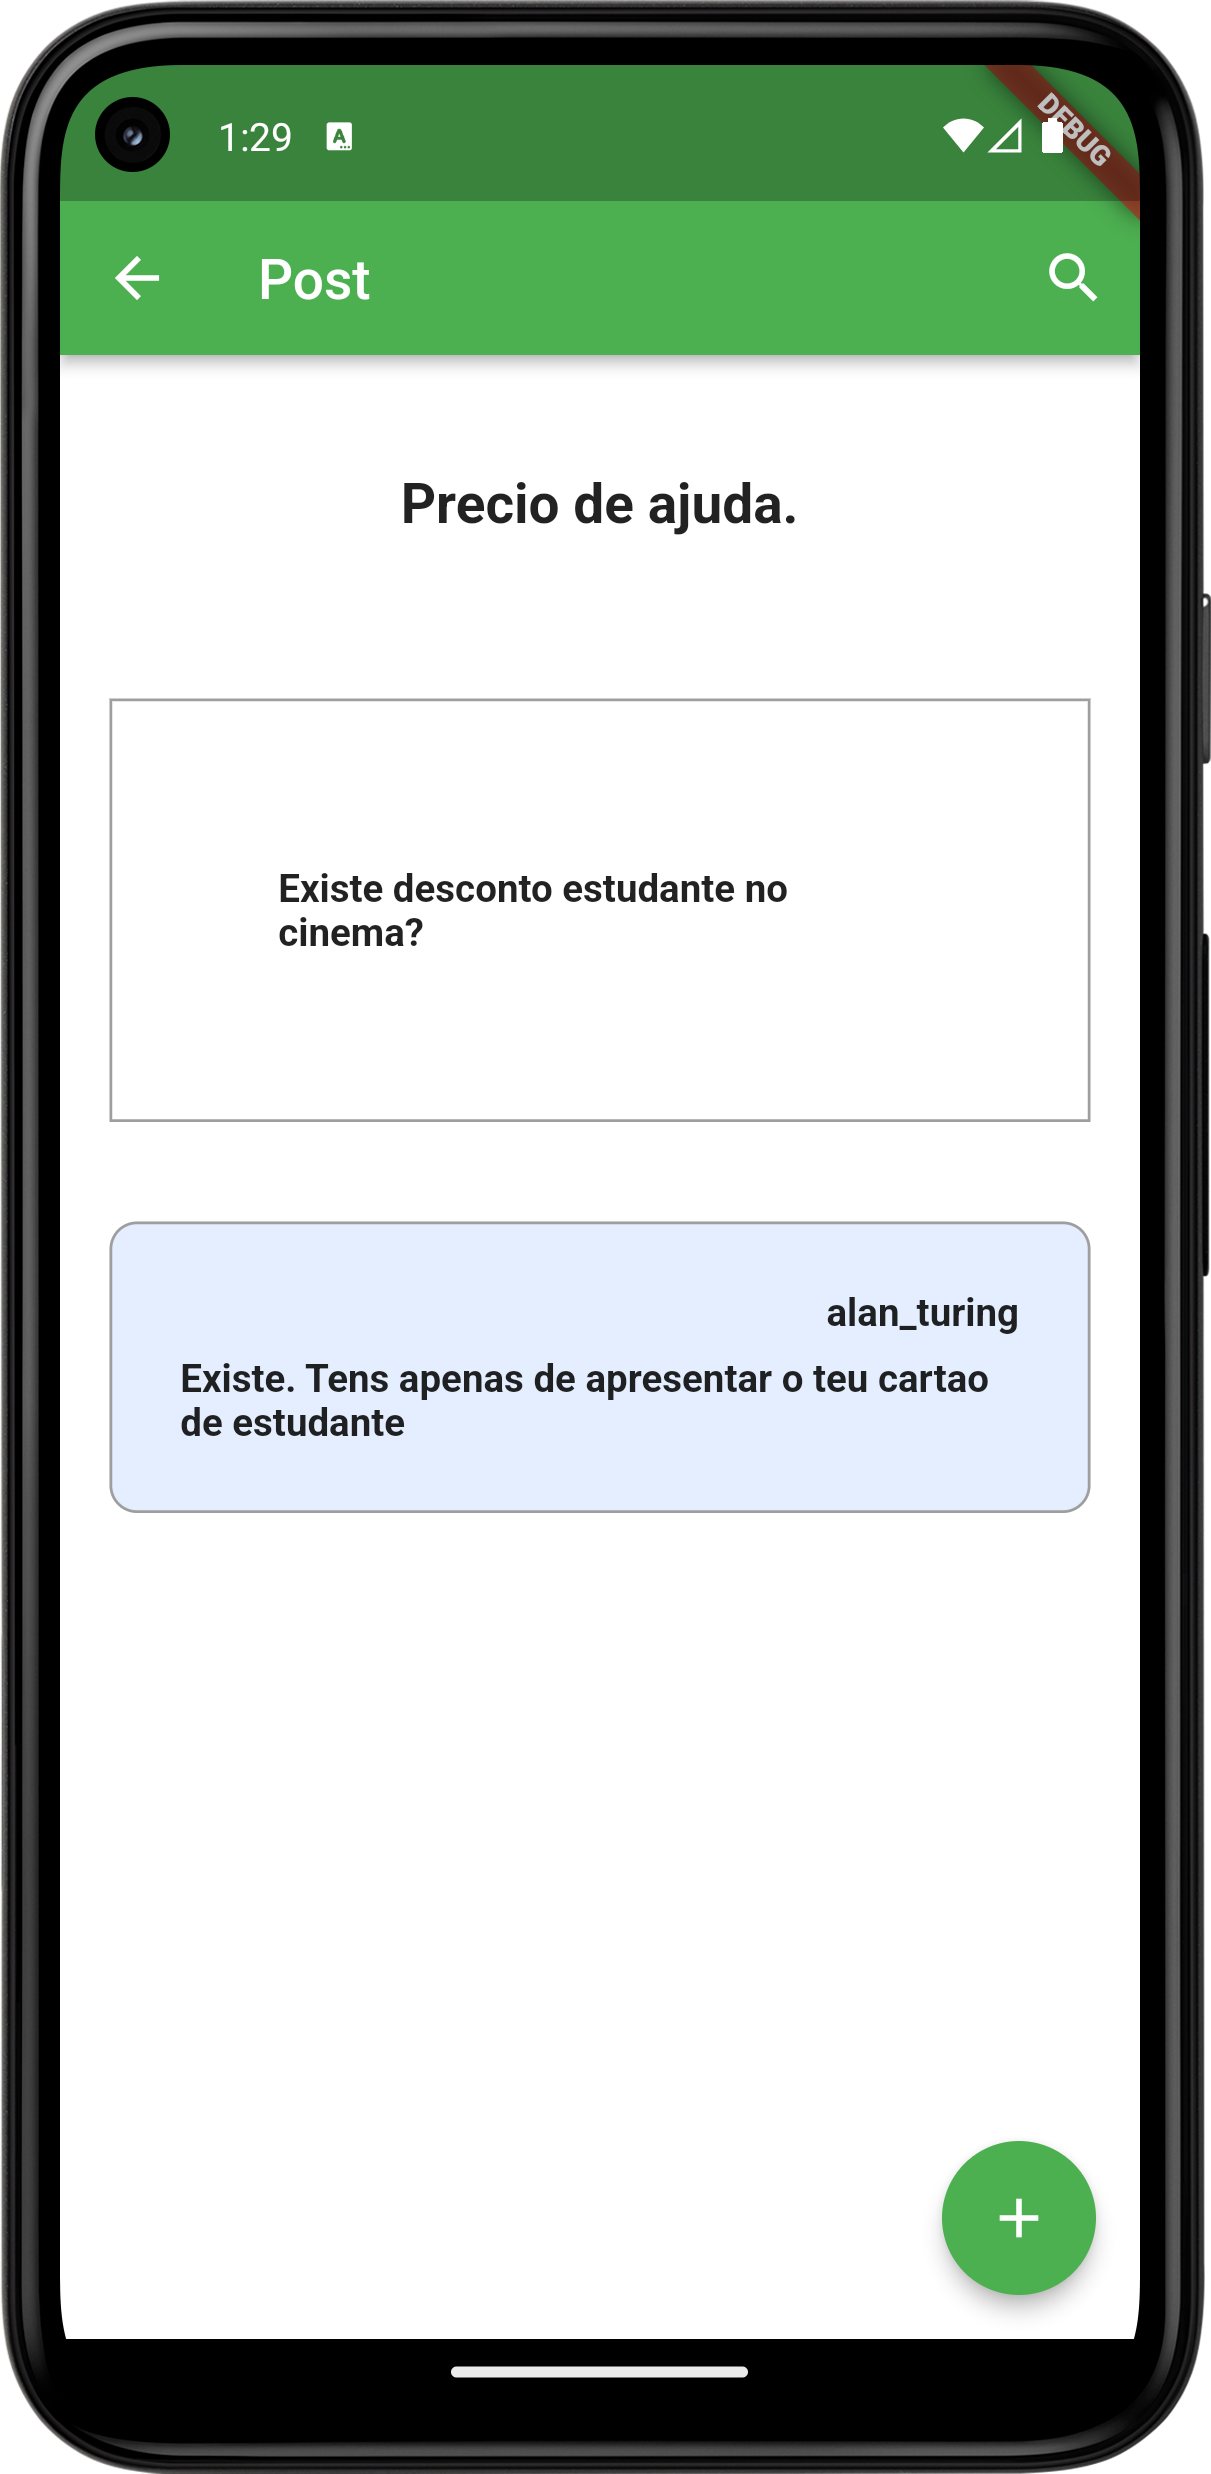 1:29
DEBUG
Post
Precio de ajuda.
Existe desconto estudante no
cinema?
alan_turing
Existe. Tens apenas de apresentar o teu cartao
de estudante